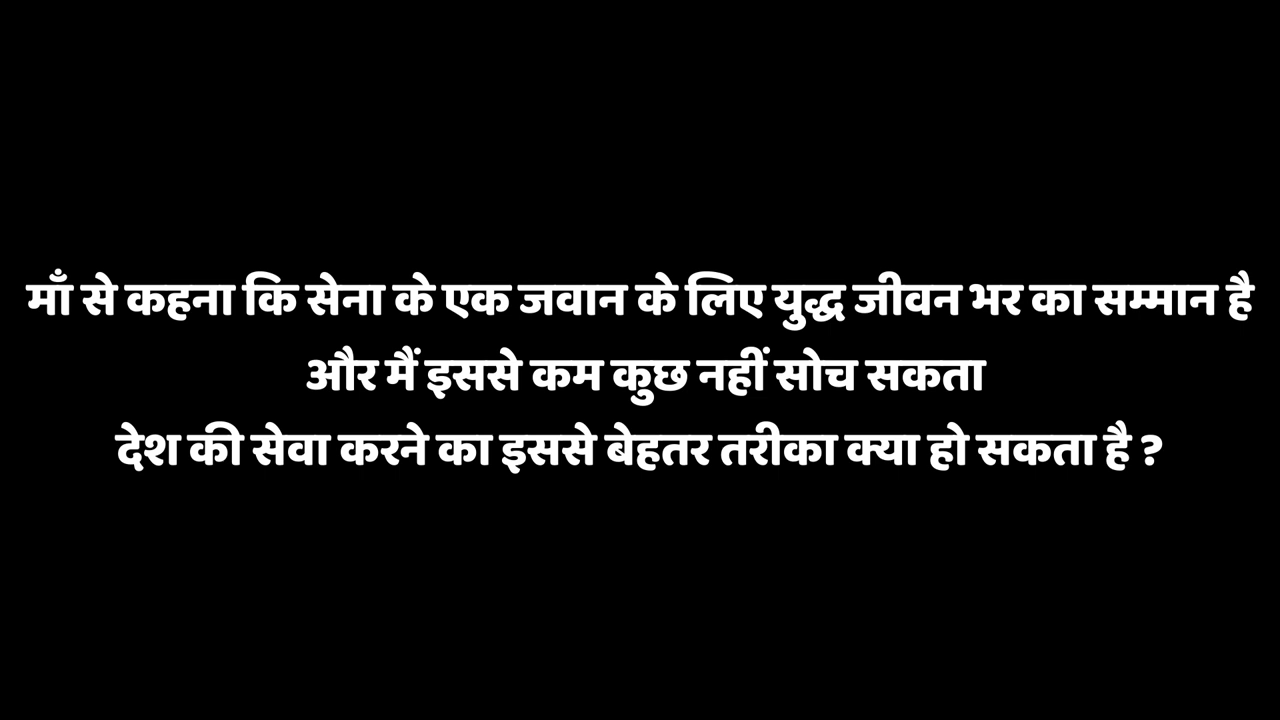 माँ से कहना कि सेना के एक जवान के लिए युद्ध जीवन भर का सम्मान है
और मैं इससे कम कुछ नहीं सोच सकता
देश की सेवा करने का इससे बेहतर तरीका क्या हो सकता है ?